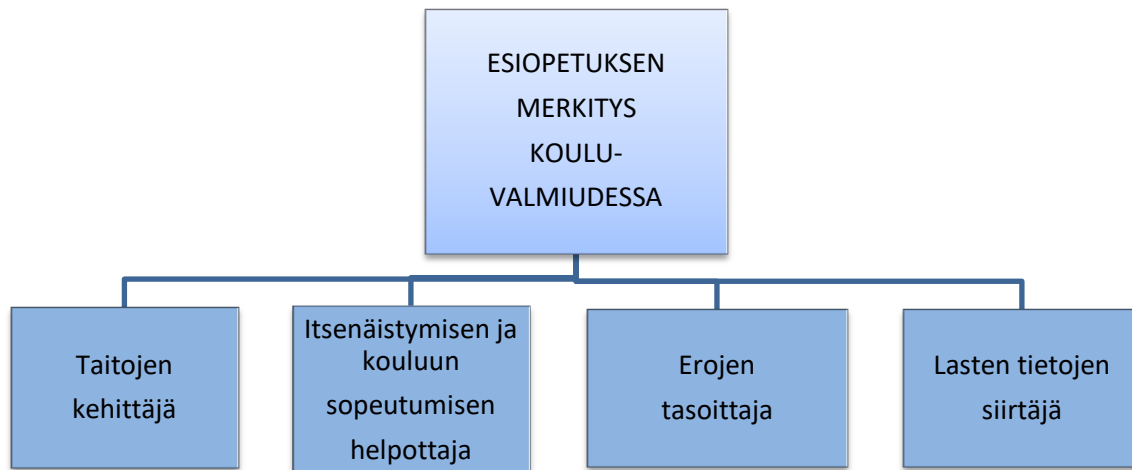 ESIOPETUKSEN
MERKITYS
KOULU-
VALMIUDESSA
Taitojen
kehittäjä
Itsenäistymisen ja
kouluun
sopeutumisen
helpottaja
Erojen
tasoittaja
Lasten tietojen
siirtäjä